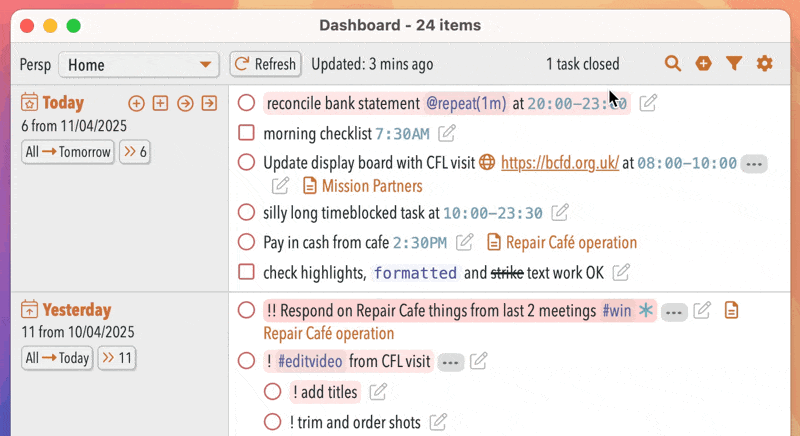 Dashboard - 24 items
Persp Home Refresh Updated: 3 mins ago 1 task closed
Today
6 from 11/04/2025
All → Tomorrow >> 6
reconcile bank statement @repeat(1m) at 20:00-23:00
morning checklist 7:30AM
Update display board with CFL visit https://bcfd.org.uk/ at 08:00-10:00 ...
Mission Partners
silly long timeblocked task at 10:00-23:30
Pay in cash from cafe 2:30PM Repair Café operation
check highlights, formatted and strike text work OK
Yesterday
11 from 10/04/2025
All → Today >> 11
!! Respond on Repair Cafe things from last 2 meetings #win ...
Repair Café operation
! #editvideo from CFL visit ...
! add titles
! trim and order shots